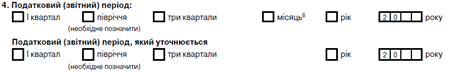 4. Податковий (звітний) період:
І квартал півріччя три квартали місяць⁶ рік 2 0 року
(необхідне позначити)
Податковий (звітний) період, який уточнюється
І квартал півріччя три квартали рік 2 0 року
(необхідне позначити)